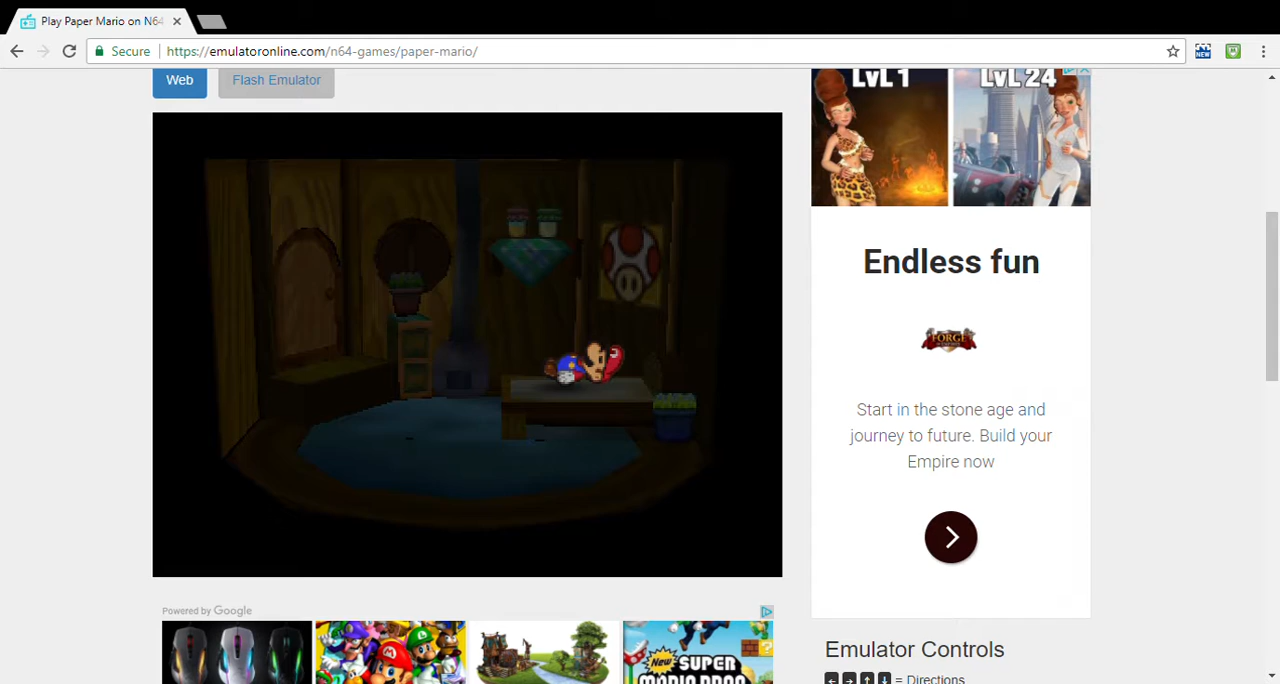 Play Paper Mario on N64
Secure
https://emulatoronline.com/n64-games/paper-mario/
NEW
Web
Flash Emulator
LVL 1
LVL 24
Endless fun
FORGE
Start in the stone age and
journey to future. Build your
Empire now
Powered by Google
New
SUPER
Emulator Controls
= Directions